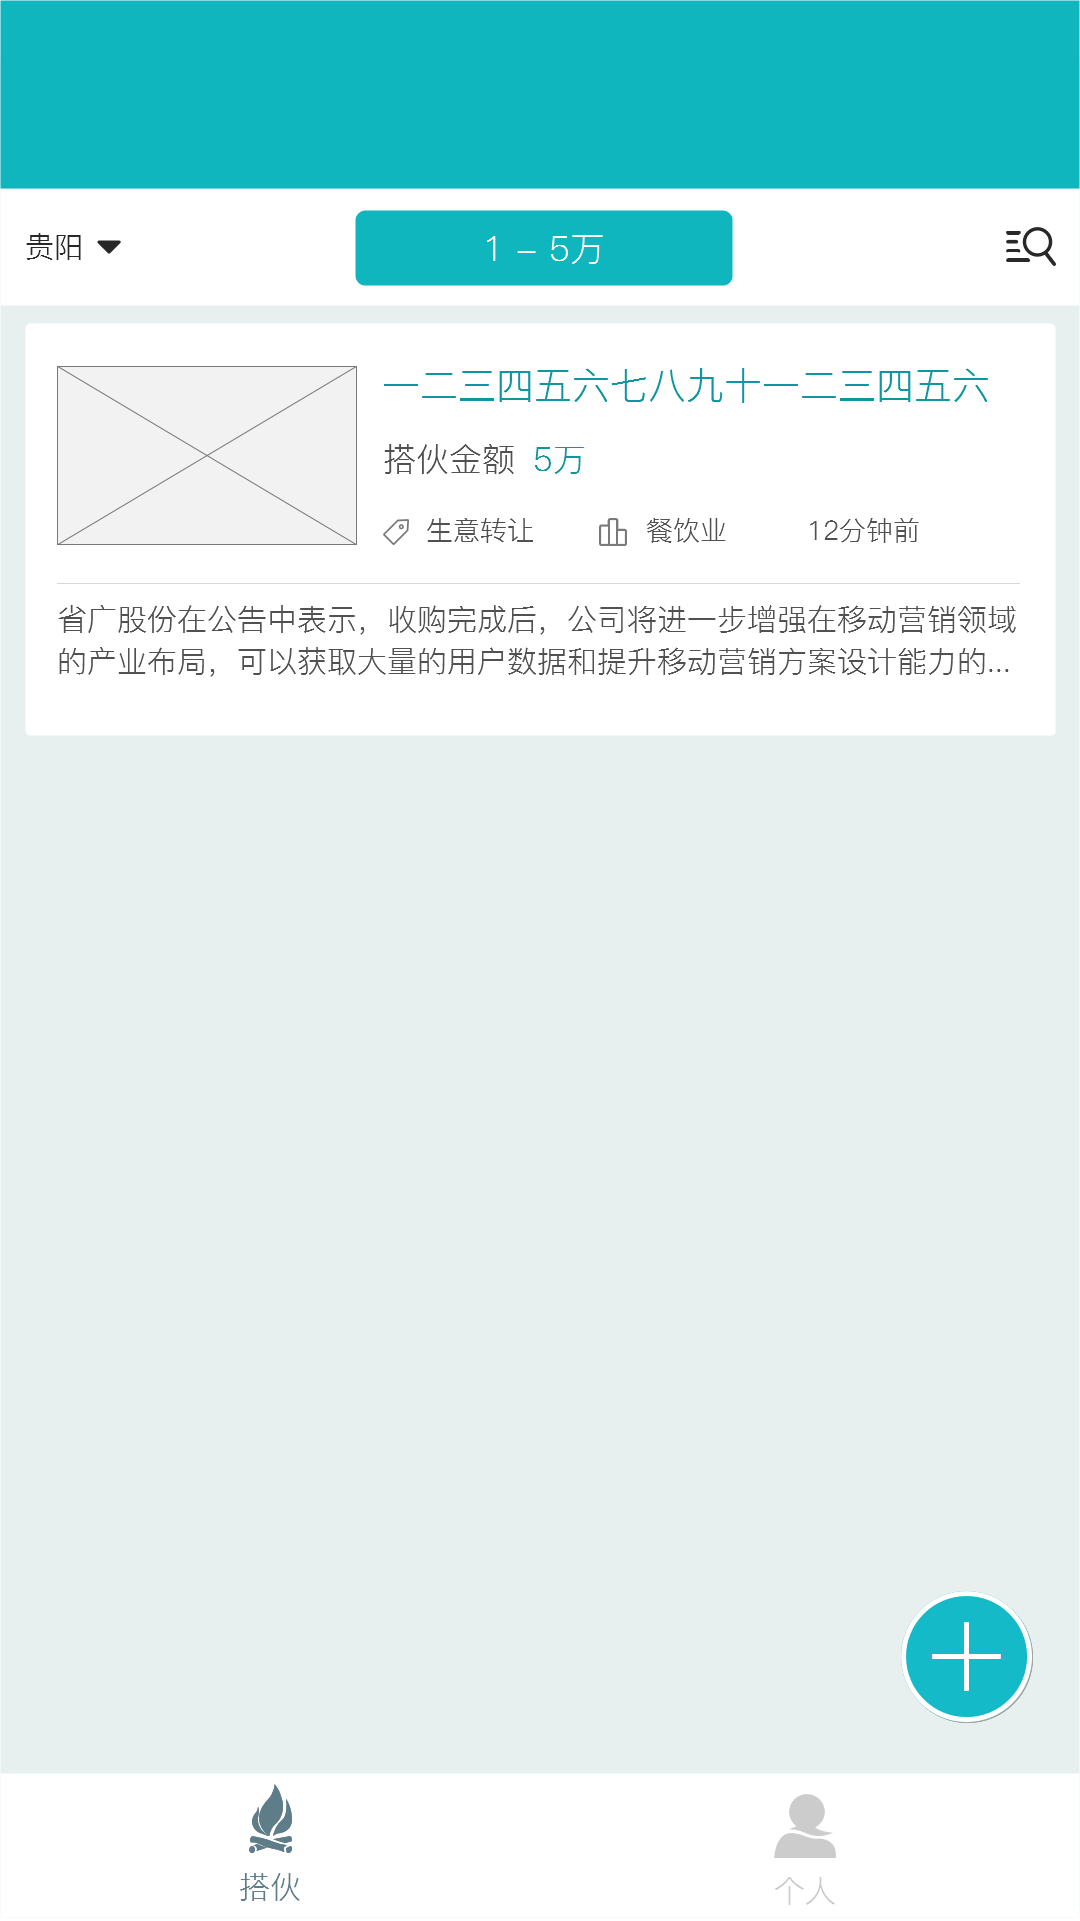 贵阳
1 – 5万
一二三四五六七八九十一二三四五六
搭伙金额 5万
生意转让 餐饮业 12分钟前
省广股份在公告中表示，收购完成后，公司将进一步增强在移动营销领域
的产业布局，可以获取大量的用户数据和提升移动营销方案设计能力的...
搭伙 个人